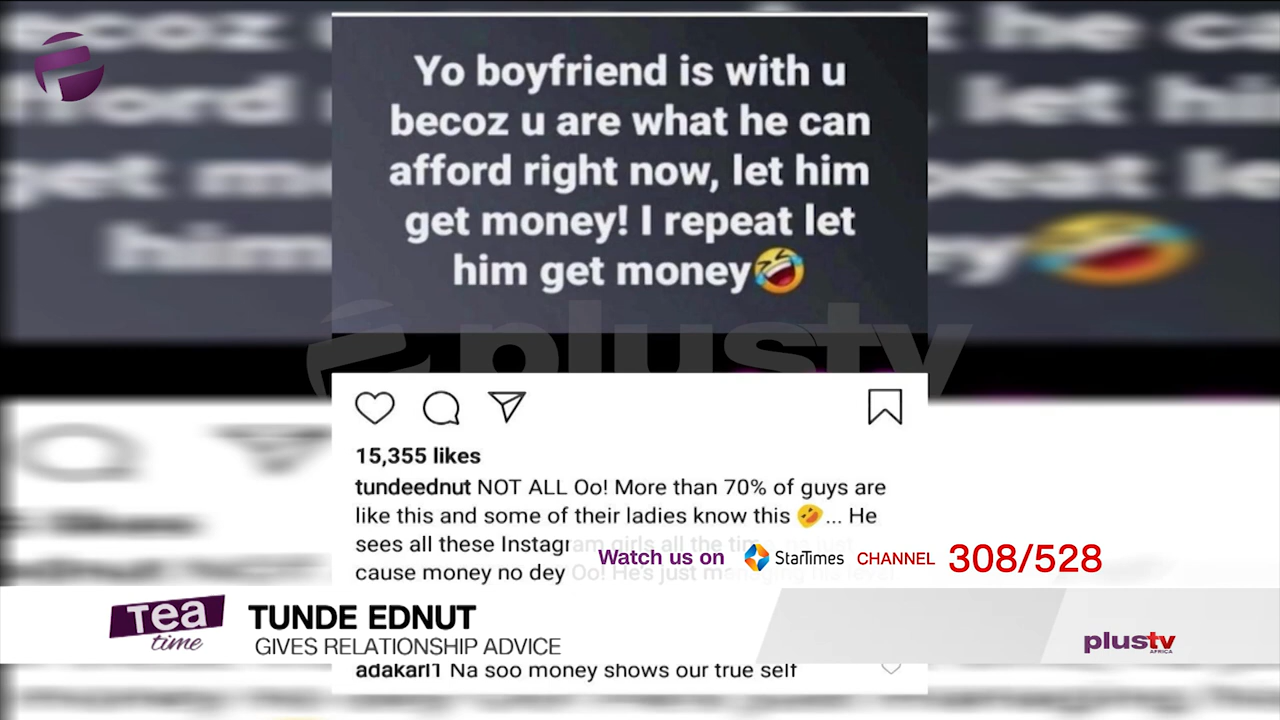 Yo boyfriend is with u
becoz u are what he can
afford right now, let him
get money! I repeat let
him get money🤣
plustv
15,355 likes
tundeednut NOT ALL Oo! More than 70% of guys are
like this and some of their ladies know this 🤣... He
sees all these Instagram girls all the time,
cause money no dey Oo! He's just managing his level
Watch us on StarTimes CHANNEL 308/528
Tea
time
TUNDE EDNUT
GIVES RELATIONSHIP ADVICE
plustv
AFRICA
adakarl1 Na soo money shows our true self